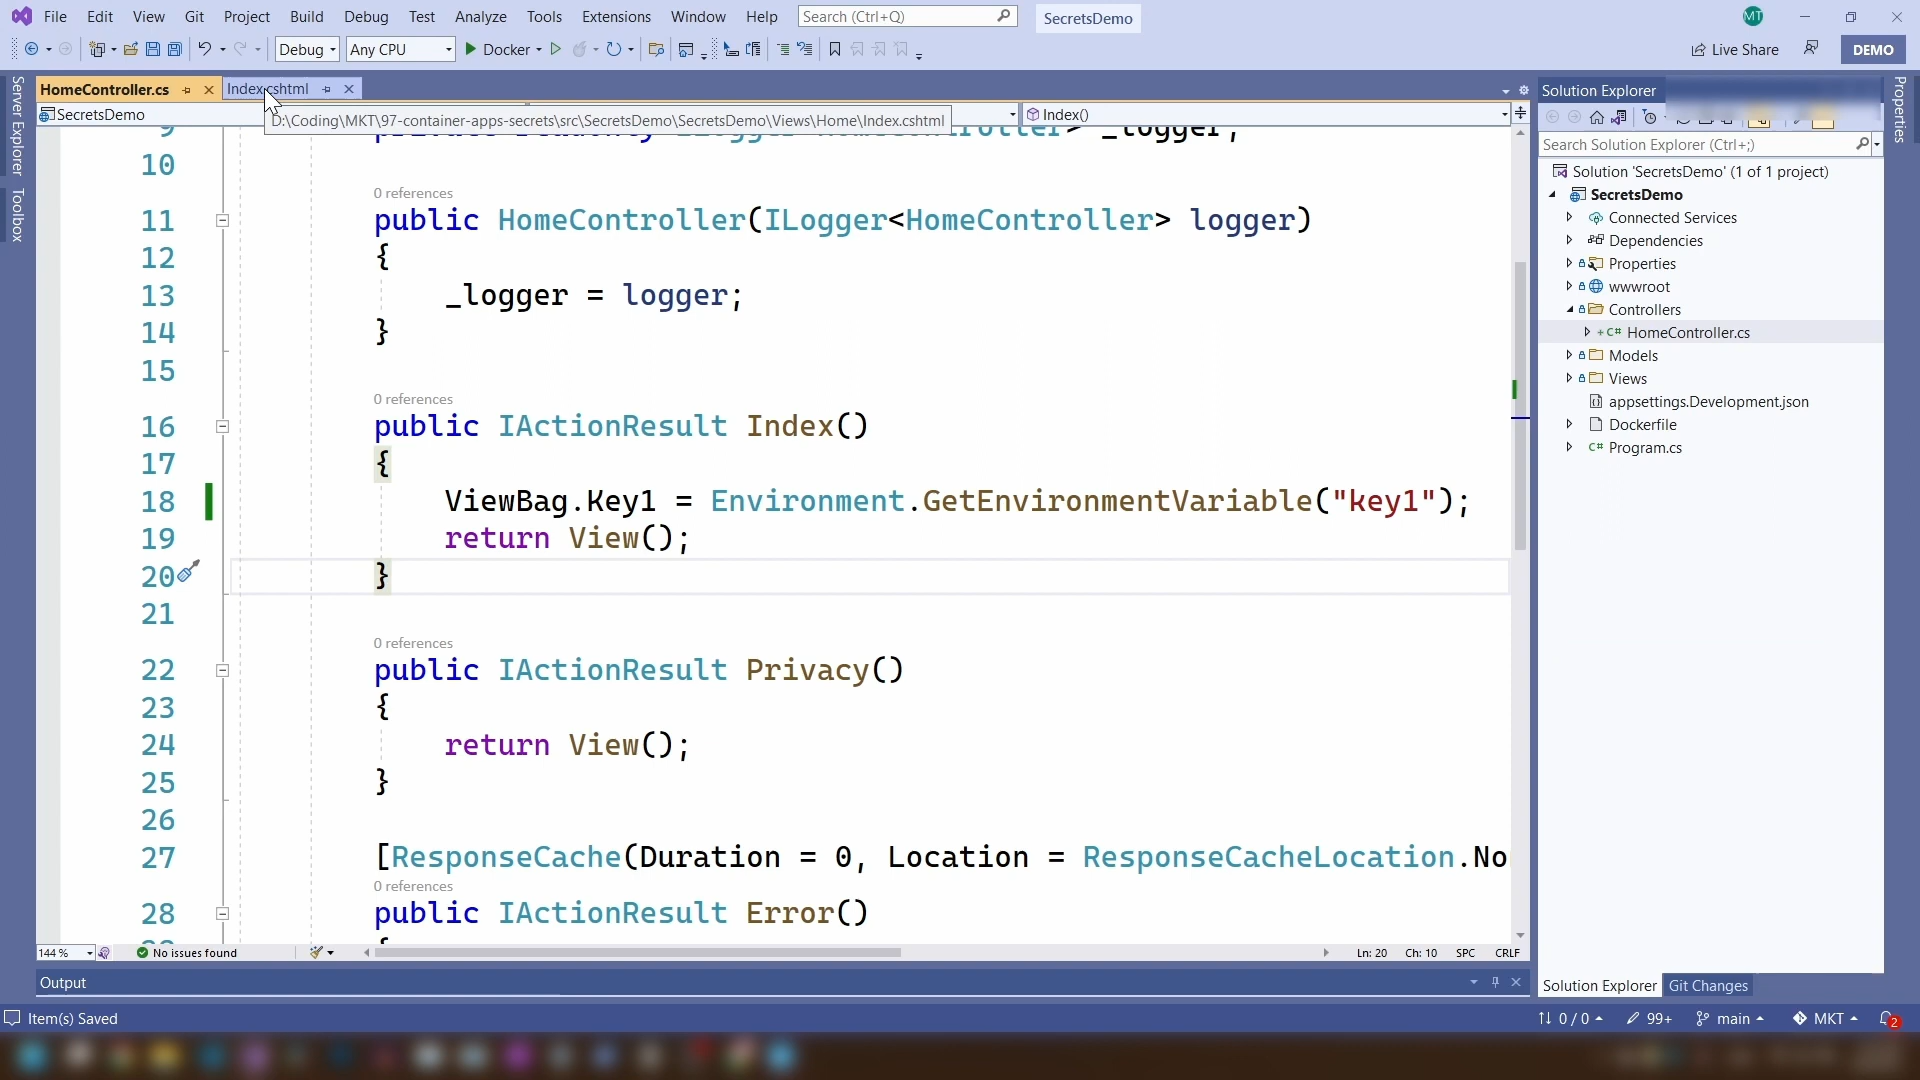 File Edit View Git Project Build Debug Test Analyze Tools Extensions Window Help Search (Ctrl+Q) SecretsDemo MT
Debug Any CPU Docker Live Share DEMO
Server Explorer
Toolbox
HomeController.cs Index.cshtml
SecretsDemo Index()
D:\Coding\MKT\97-container-apps-secrets\src\SecretsDemo\SecretsDemo\Views\Home\Index.cshtml
10
0 references
11 public HomeController(ILogger<HomeController> logger)
12 {
13 _logger = logger;
14 }
15
0 references
16 public IActionResult Index()
17 {
18 ViewBag.Key1 = Environment.GetEnvironmentVariable("key1");
19 return View();
20 }
21
0 references
22 public IActionResult Privacy()
23 {
24 return View();
25 }
26
27 [ResponseCache(Duration = 0, Location = ResponseCacheLocation.No
0 references
28 public IActionResult Error()
{
144 % No issues found Ln: 20 Ch: 10 SPC CRLF
Output
Solution Explorer
Search Solution Explorer (Ctrl+;)
Solution 'SecretsDemo' (1 of 1 project)
SecretsDemo
Connected Services
Dependencies
Properties
wwwroot
Controllers
C# HomeController.cs
Models
Views
appsettings.Development.json
Dockerfile
C# Program.cs
Solution Explorer Git Changes
Properties
Item(s) Saved 0 / 0 99+ main MKT 2